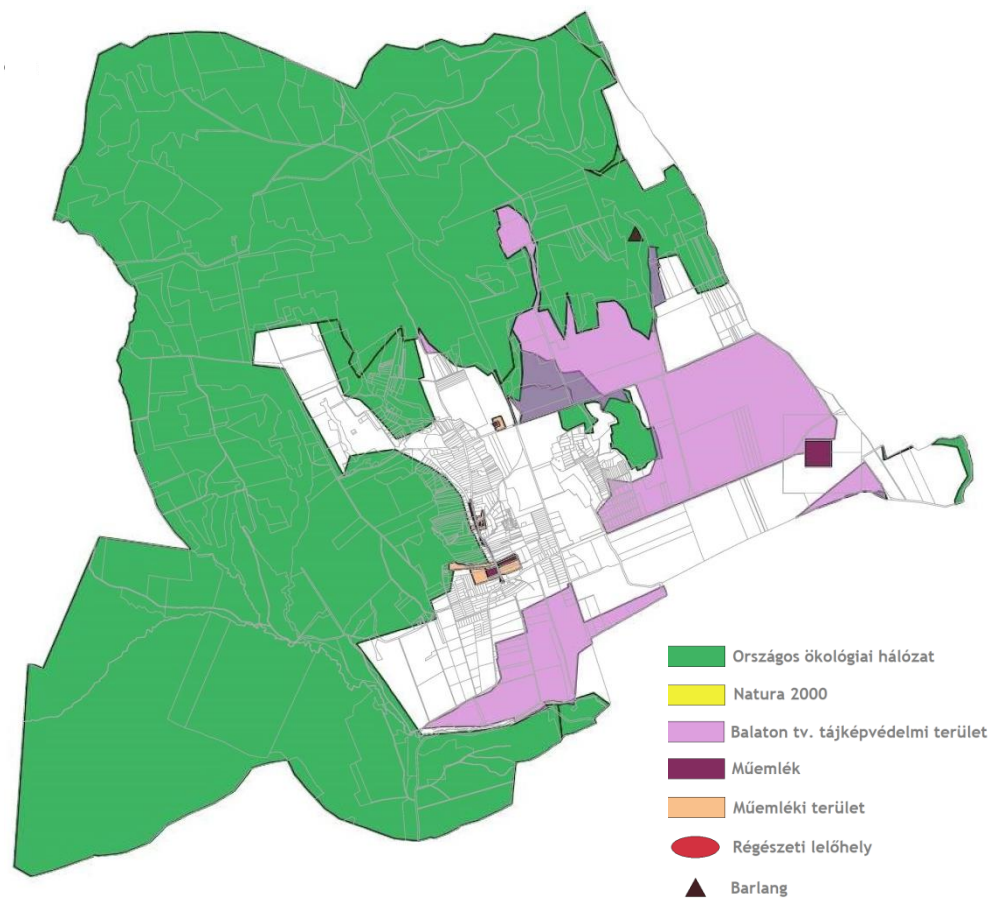 Országos ökológiai hálózat
Natura 2000
Balaton tv. tájképvédelmi terület
Műemlék
Műemléki terület
Régészeti lelőhely
Barlang